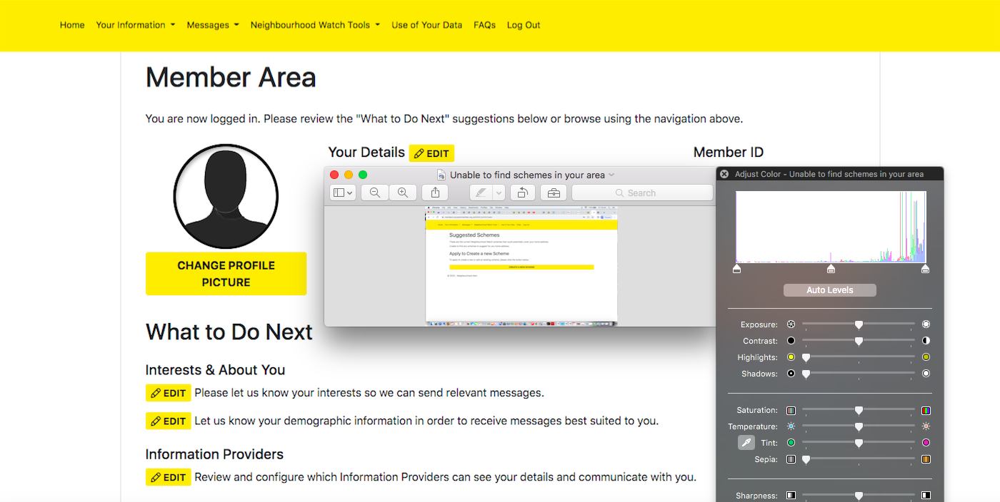 Home Your Information Messages Neighbourhood Watch Tools Use of Your Data FAQs Log Out
Member Area
You are now logged in. Please review the "What to Do Next" suggestions below or browse using the navigation above.
Your Details EDIT
Member ID
CHANGE PROFILE
PICTURE
Unable to find schemes in your area
Search
Suggested Schemes
Apply to Create a new Scheme
CREATE A NEW SCHEME
Adjust Color - Unable to find schemes in your area
Auto Levels
Exposure:
Contrast:
Highlights:
Shadows:
Saturation:
Temperature:
Tint:
Sepia:
Sharpness:
What to Do Next
Interests & About You
EDIT Please let us know your interests so we can send relevant messages.
EDIT Let us know your demographic information in order to receive messages best suited to you.
Information Providers
EDIT Review and configure which Information Providers can see your details and communicate with you.